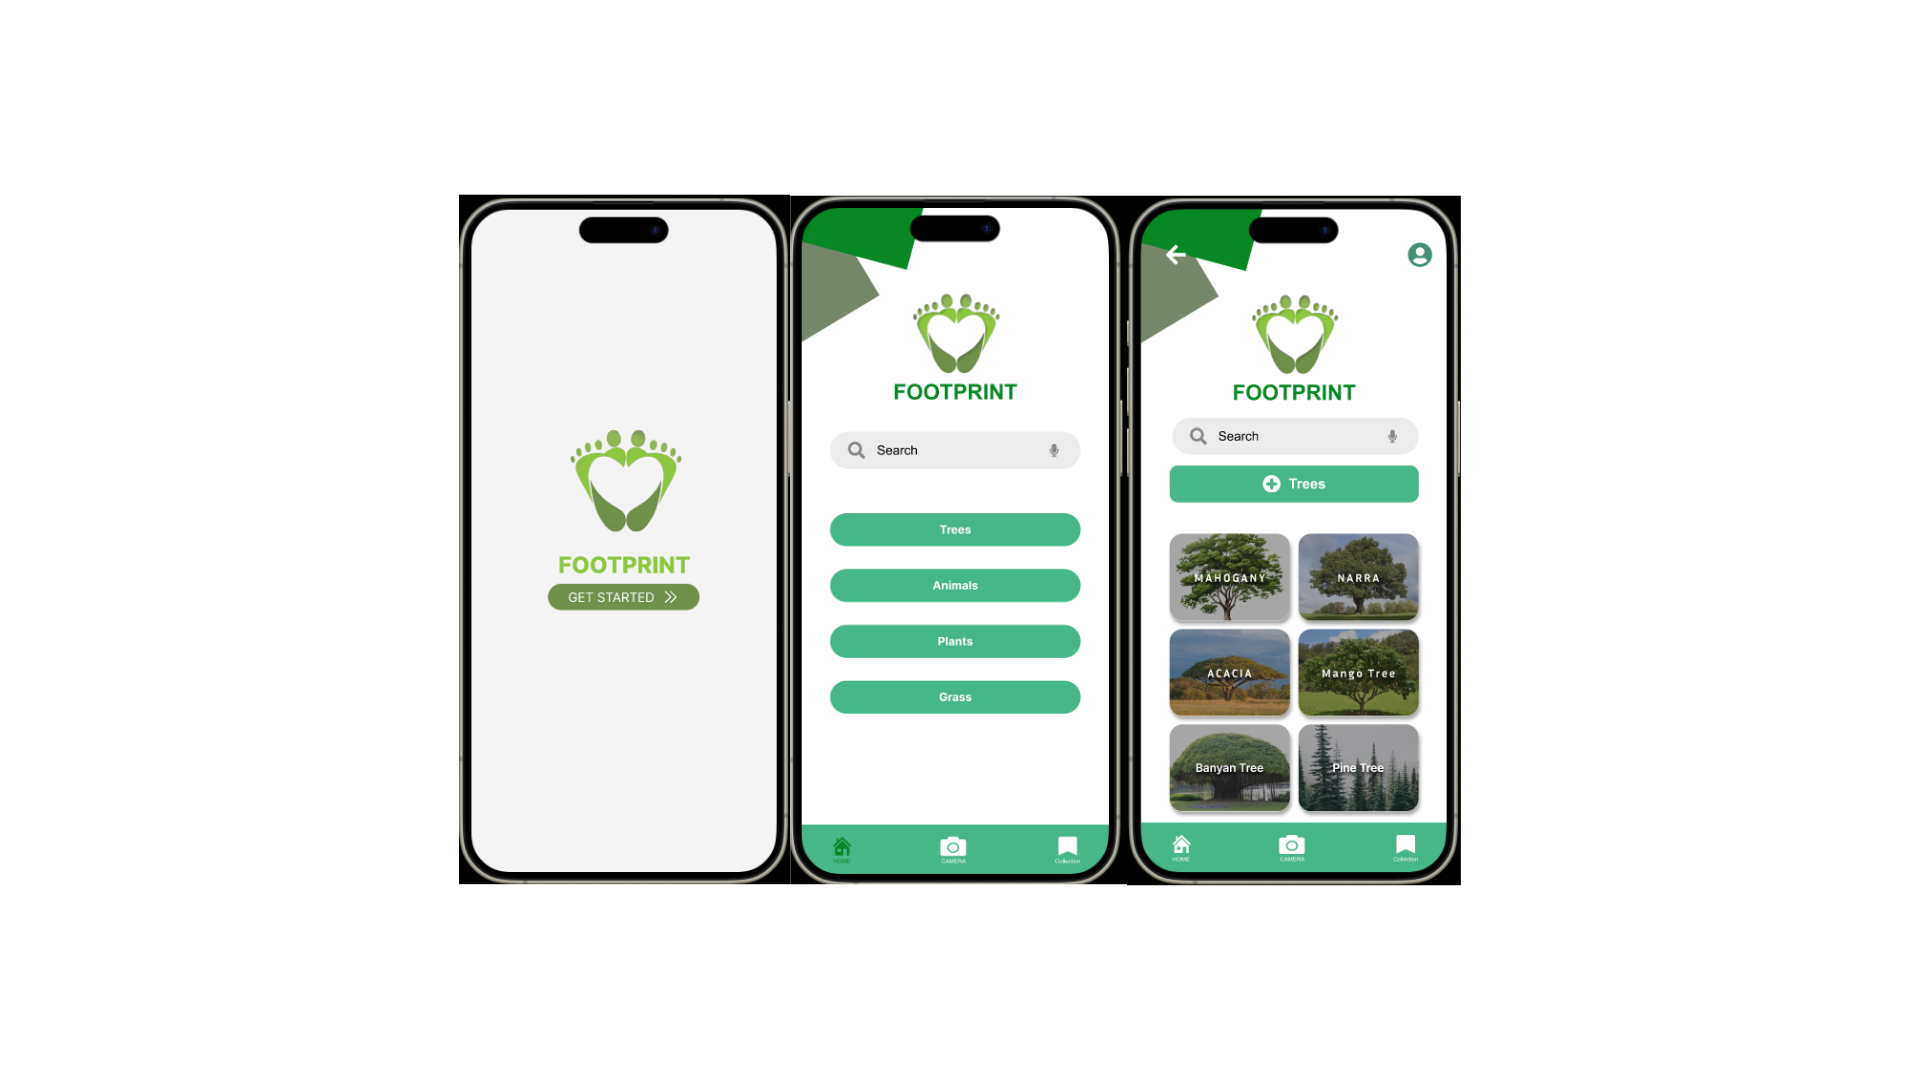 FOOTPRINT
GET STARTED
FOOTPRINT
Search
Trees
Animals
Plants
Grass
HOME
CAMERA
Collection
FOOTPRINT
Search
Trees
MAHOGANY
NARRA
ACACIA
Mango Tree
Banyan Tree
Pine Tree
HOME
CAMERA
Collection